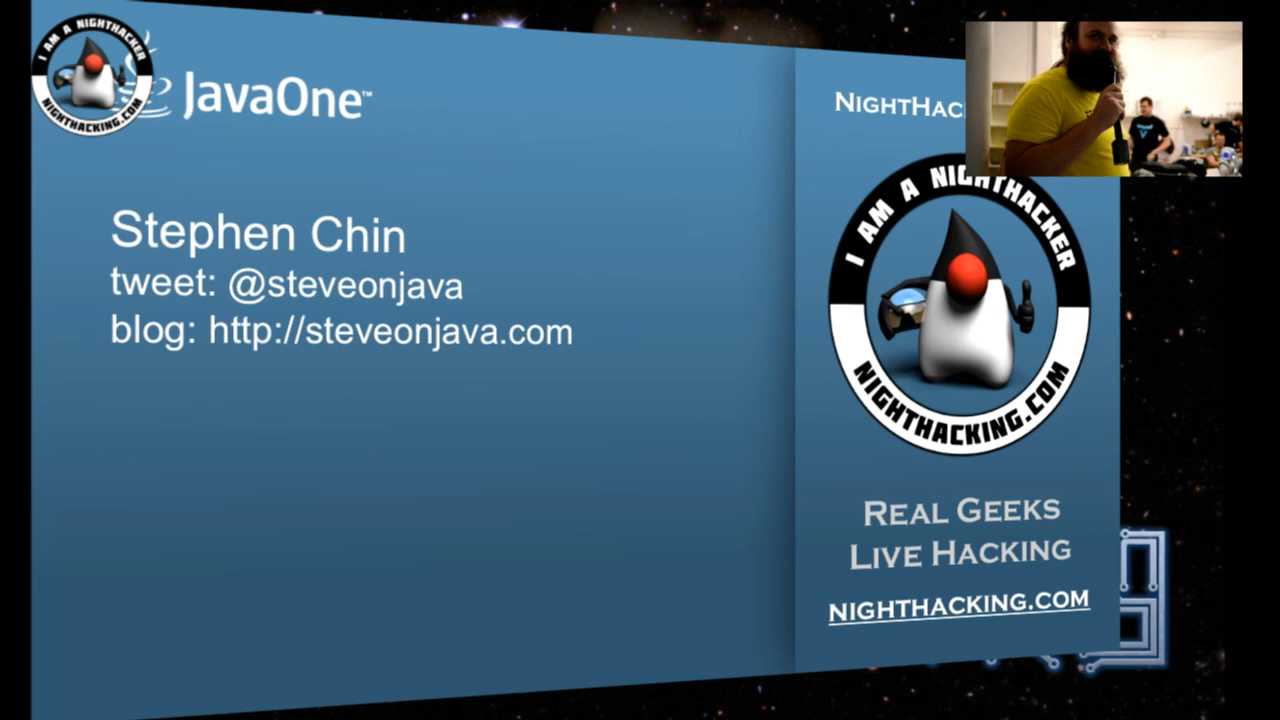 I AM A NIGHTHACKER
NIGHTHACKING.COM
JavaOne™
Stephen Chin
tweet: @steveonjava
blog: http://steveonjava.com
I AM A NIGHTHACKER
NIGHTHACKING.COM
REAL GEEKS
LIVE HACKING
NIGHTHACKING.COM